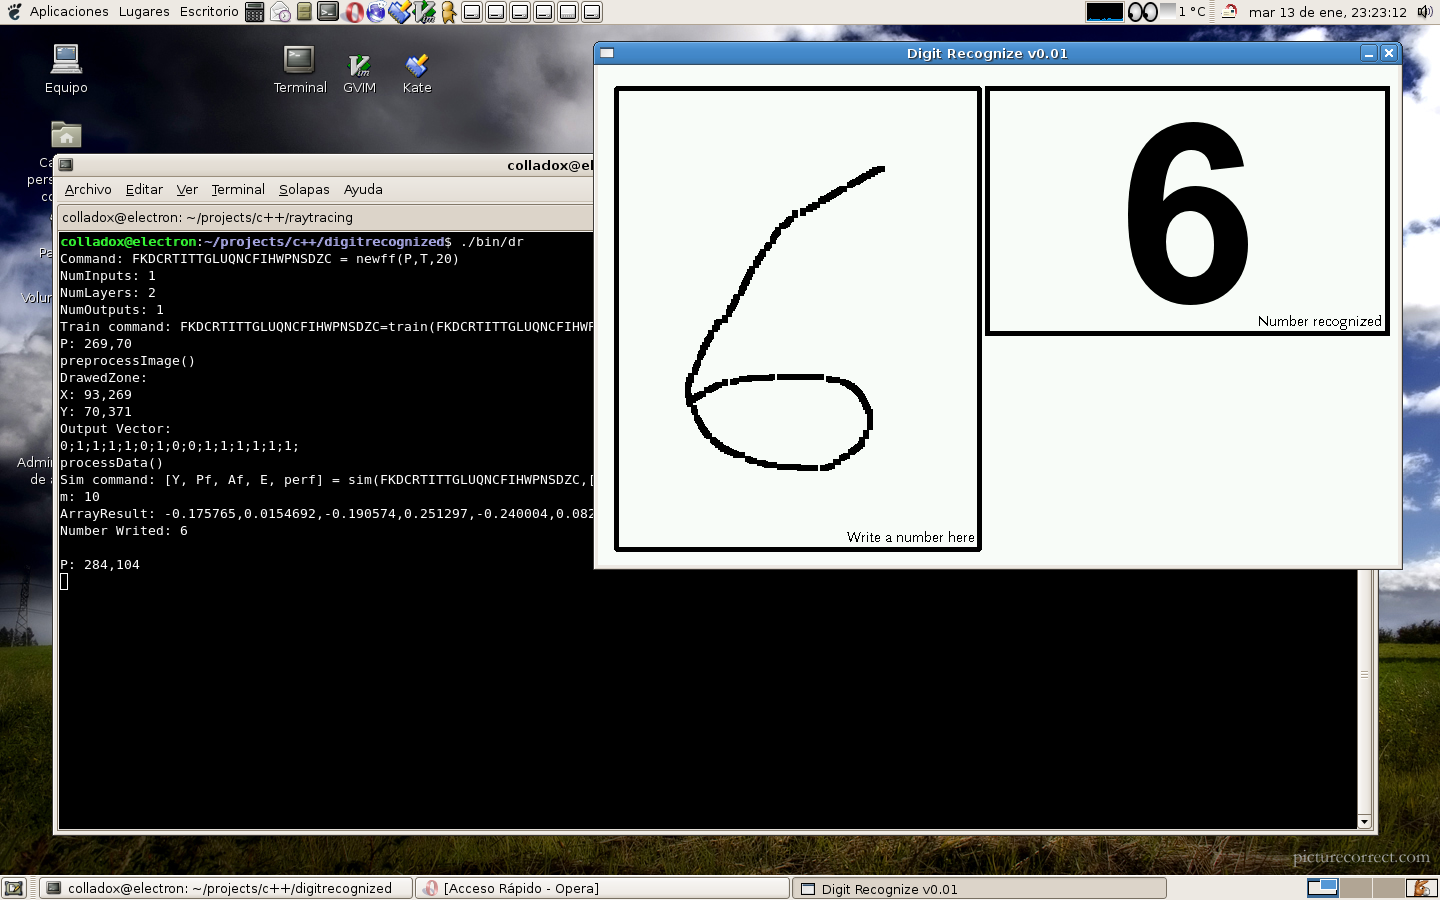 Aplicaciones Lugares Escritorio
1 °C mar 13 de ene, 23:23:12
Equipo
Terminal GVIM Kate
Digit Recognize v0.01
6
Number recognized
Write a number here
Ca
pers
co
Pa
Volu
Admi
de a
colladox@el
Archivo Editar Ver Terminal Solapas Ayuda
colladox@electron: ~/projects/c++/raytracing
colladox@electron:~/projects/c++/digitrecognized$ ./bin/dr
Command: FKDCRTITTGLUQNCFIHWPNSDZC = newff(P,T,20)
NumInputs: 1
NumLayers: 2
NumOutputs: 1
Train command: FKDCRTITTGLUQNCFIHWPNSDZC=train(FKDCRTITTGLUQNCFIHWP
P: 269,70
preprocessImage()
DrawedZone:
X: 93,269
Y: 70,371
Output Vector:
0;1;1;1;1;0;1;0;0;1;1;1;1;1;1;
processData()
Sim command: [Y, Pf, Af, E, perf] = sim(FKDCRTITTGLUQNCFIHWPNSDZC,[
m: 10
ArrayResult: -0.175765,0.0154692,-0.190574,0.251297,-0.240004,0.082
Number Writed: 6
P: 284,104
picturecorrect.com
colladox@electron: ~/projects/c++/digitrecognized
[Acceso Rápido - Opera]
Digit Recognize v0.01